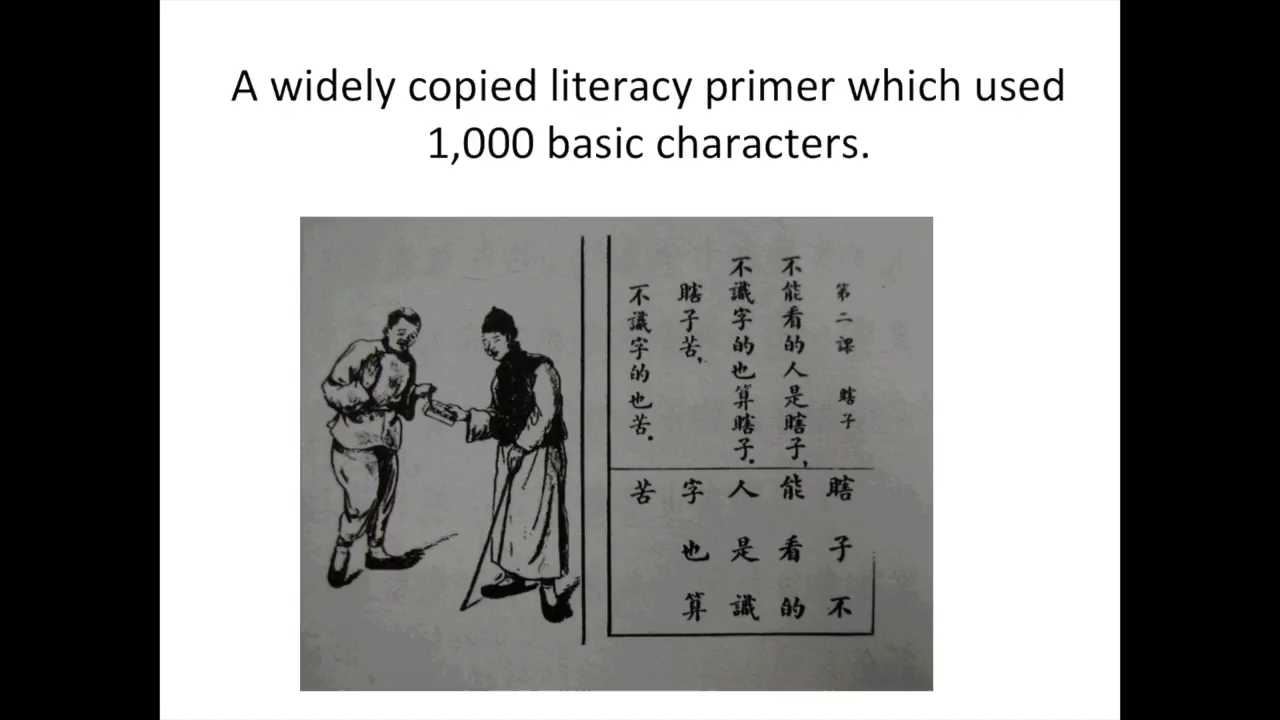 A widely copied literacy primer which used
1,000 basic characters.
第二課 瞎子
不能看的人是瞎子,
不識字的也算瞎子.
瞎子苦,
不識字的也苦.
瞎子不
能看的
人是識
字也算
苦